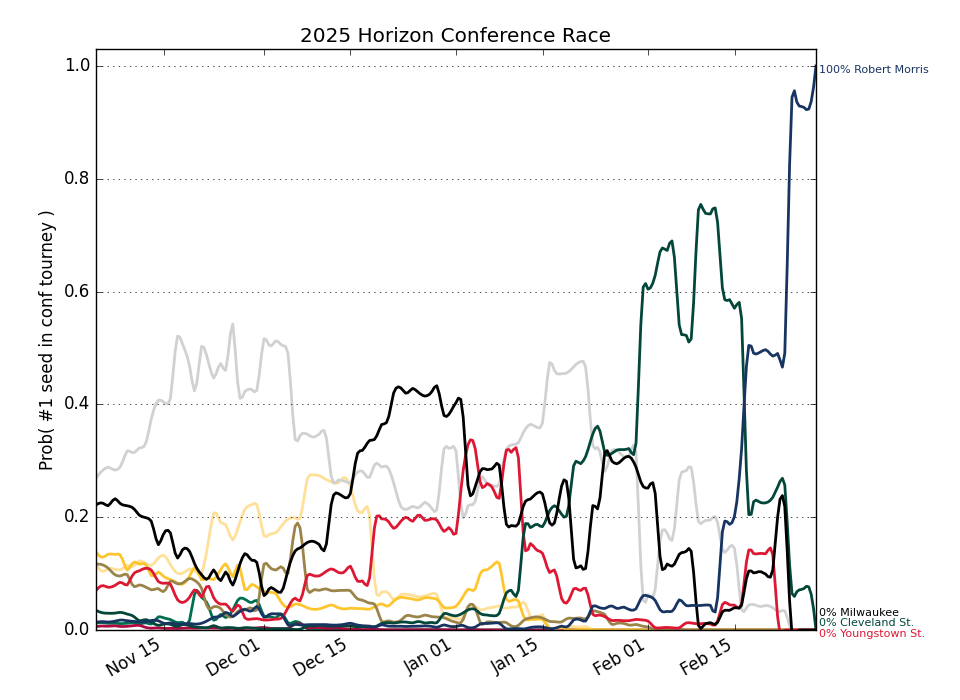 2025 Horizon Conference Race
Prob( #1 seed in conf tourney )
1.0
0.8
0.6
0.4
0.2
0.0
Nov 15
Dec 01
Dec 15
Jan 01
Jan 15
Feb 01
Feb 15
100% Robert Morris
0% Milwaukee
0% Cleveland St.
0% Youngstown St.